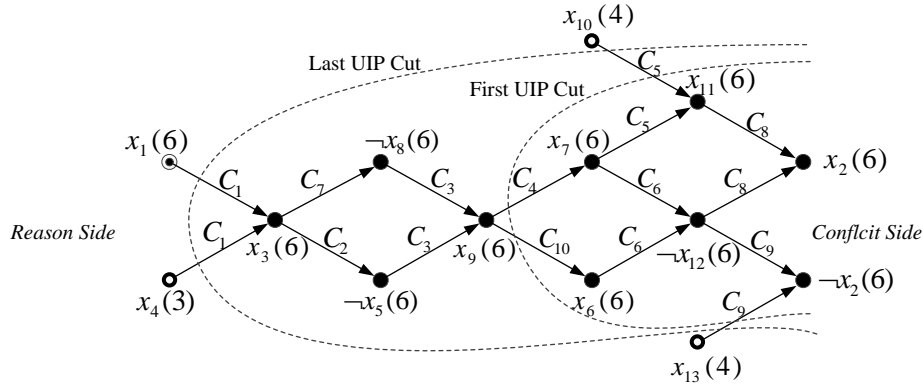 x10 (4)
Last UIP Cut
C5
x11 (6)
First UIP Cut
x1 (6)
¬x8 (6)
x7 (6)
C5
C8
x2 (6)
C1
C7
C3
C4
C6
C8
Reason Side
x3 (6)
x9 (6)
¬x12 (6)
Conflcit Side
C1
C2
C3
C10
C6
C9
x4 (3)
¬x5 (6)
x6 (6)
¬x2 (6)
C9
x13 (4)